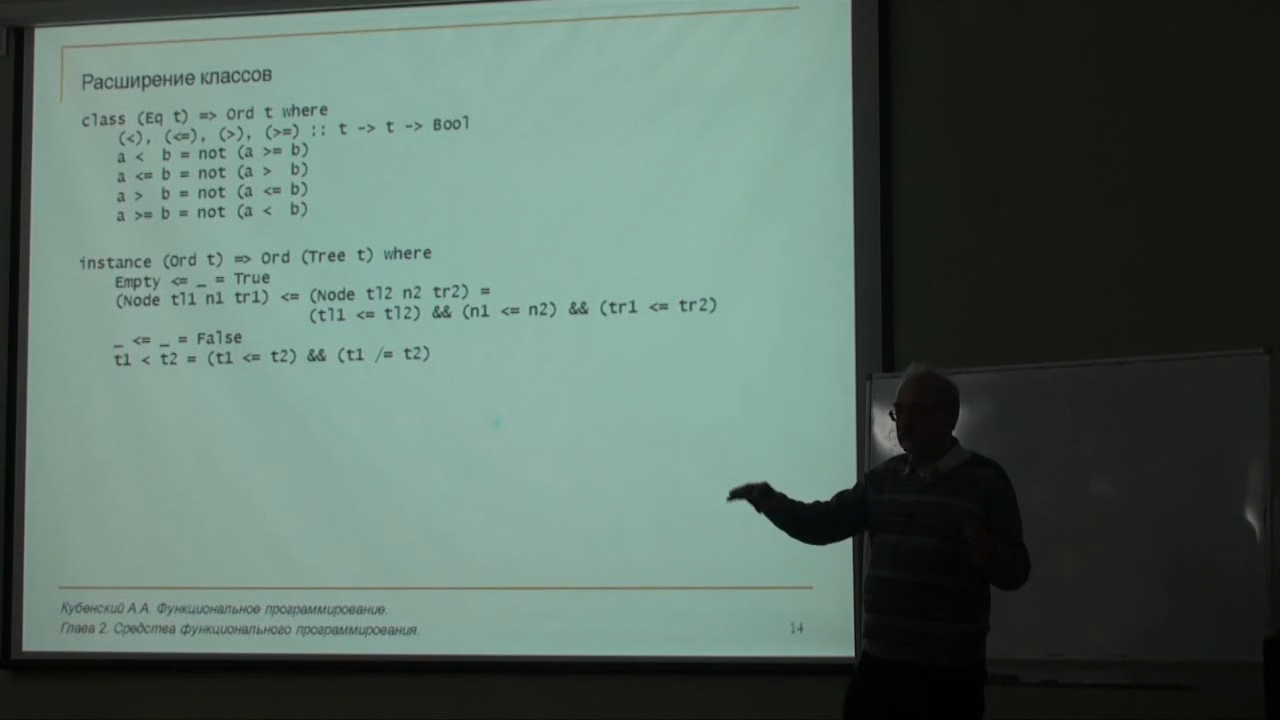 Расширение классов
class (Eq t) => Ord t where
(<), (<=), (>), (>=) :: t -> t -> Bool
a <  b = not (a >= b)
a <= b = not (a >  b)
a >  b = not (a <= b)
a >= b = not (a <  b)
instance (Ord t) => Ord (Tree t) where
Empty <= _ = True
(Node tl1 n1 tr1) <= (Node tl2 n2 tr2) =
(tl1 <= tl2) && (n1 <= n2) && (tr1 <= tr2)
_ <= _ = False
t1 < t2 = (t1 <= t2) && (t1 /= t2)
Кубенский А.А. Функциональное программирование.
Глава 2. Средства функционального программирования.
14